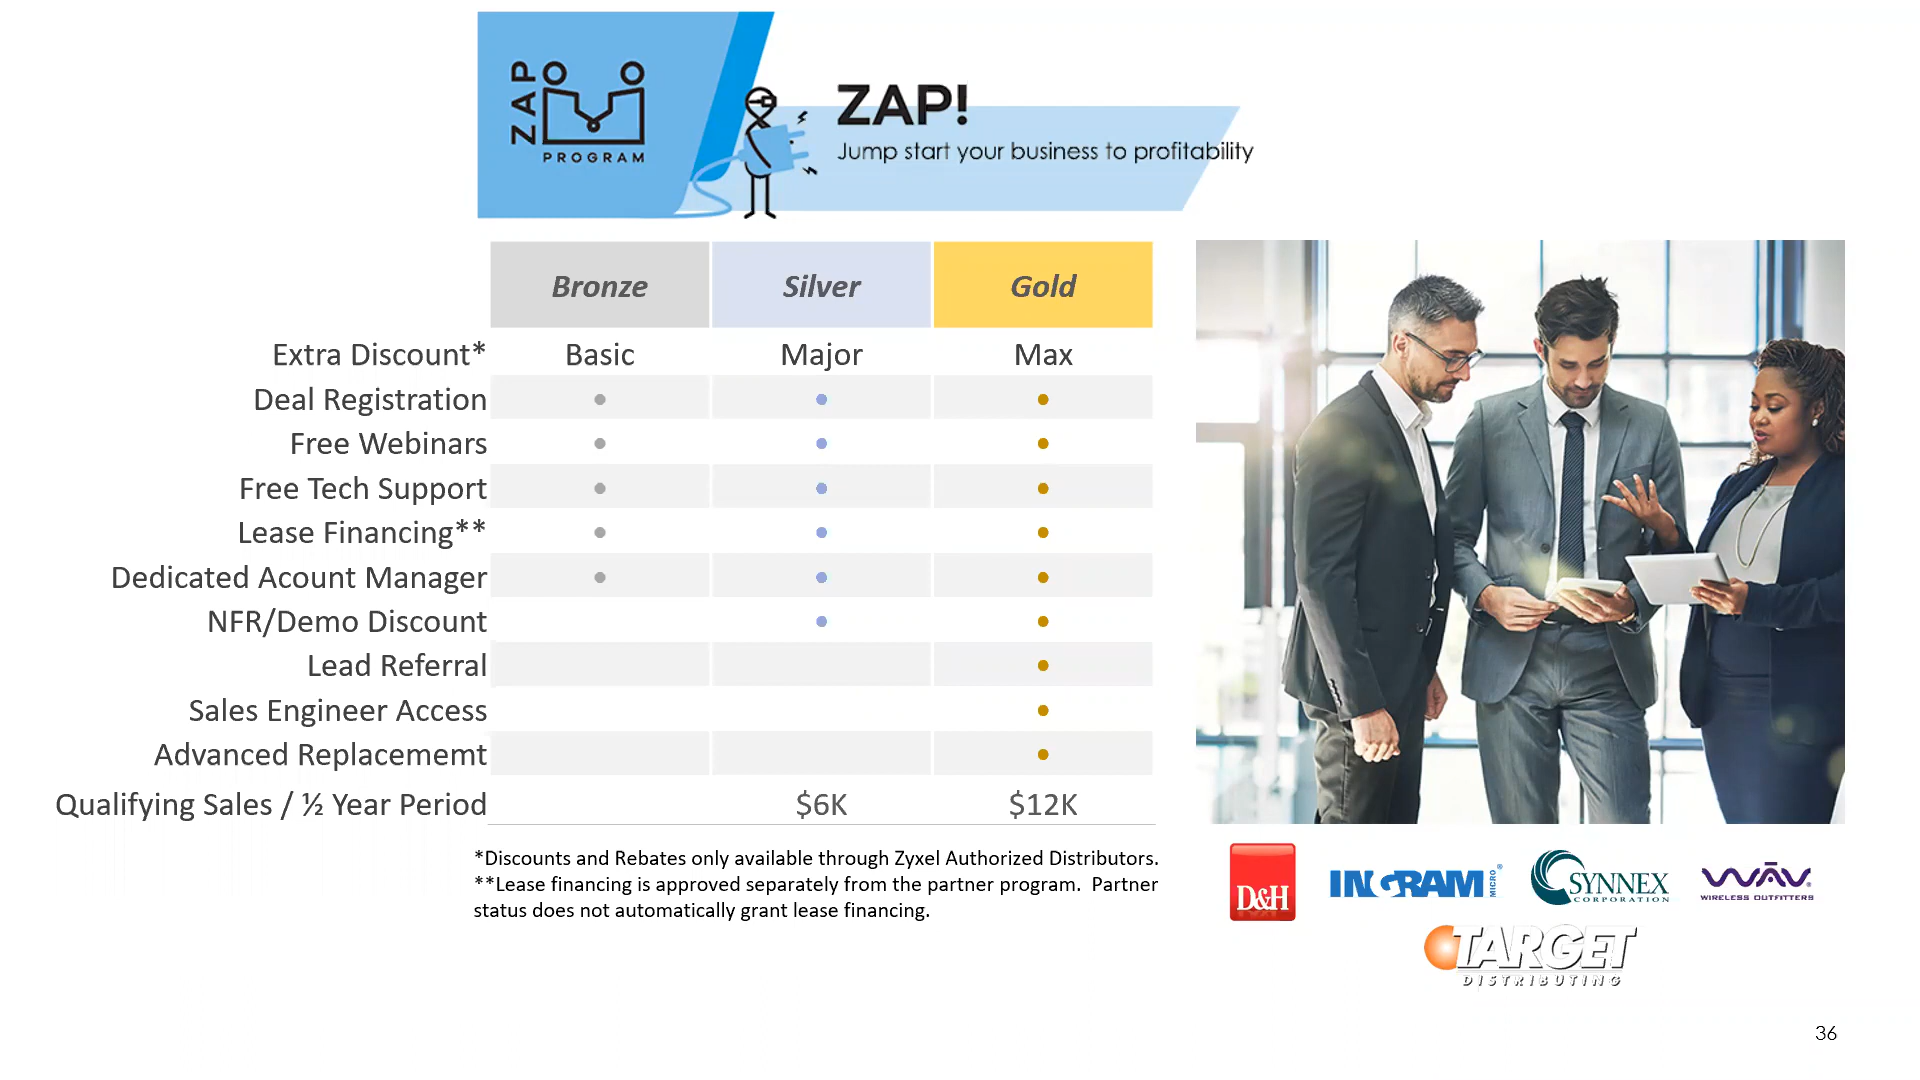 ZAP
PROGRAM
ZAP!
Jump start your business to profitability
Bronze Silver Gold
Extra Discount* Basic Major Max
Deal Registration • • •
Free Webinars • • •
Free Tech Support • • •
Lease Financing** • • •
Dedicated Acount Manager • • •
NFR/Demo Discount • •
Lead Referral •
Sales Engineer Access •
Advanced Replacememt •
Qualifying Sales / ½ Year Period $6K $12K
*Discounts and Rebates only available through Zyxel Authorized Distributors.
**Lease financing is approved separately from the partner program.  Partner
status does not automatically grant lease financing.
D&H
INGRAM MICRO®
SYNNEX
CORPORATION
WAV®
WIRELESS OUTFITTERS
TARGET
DISTRIBUTING
36